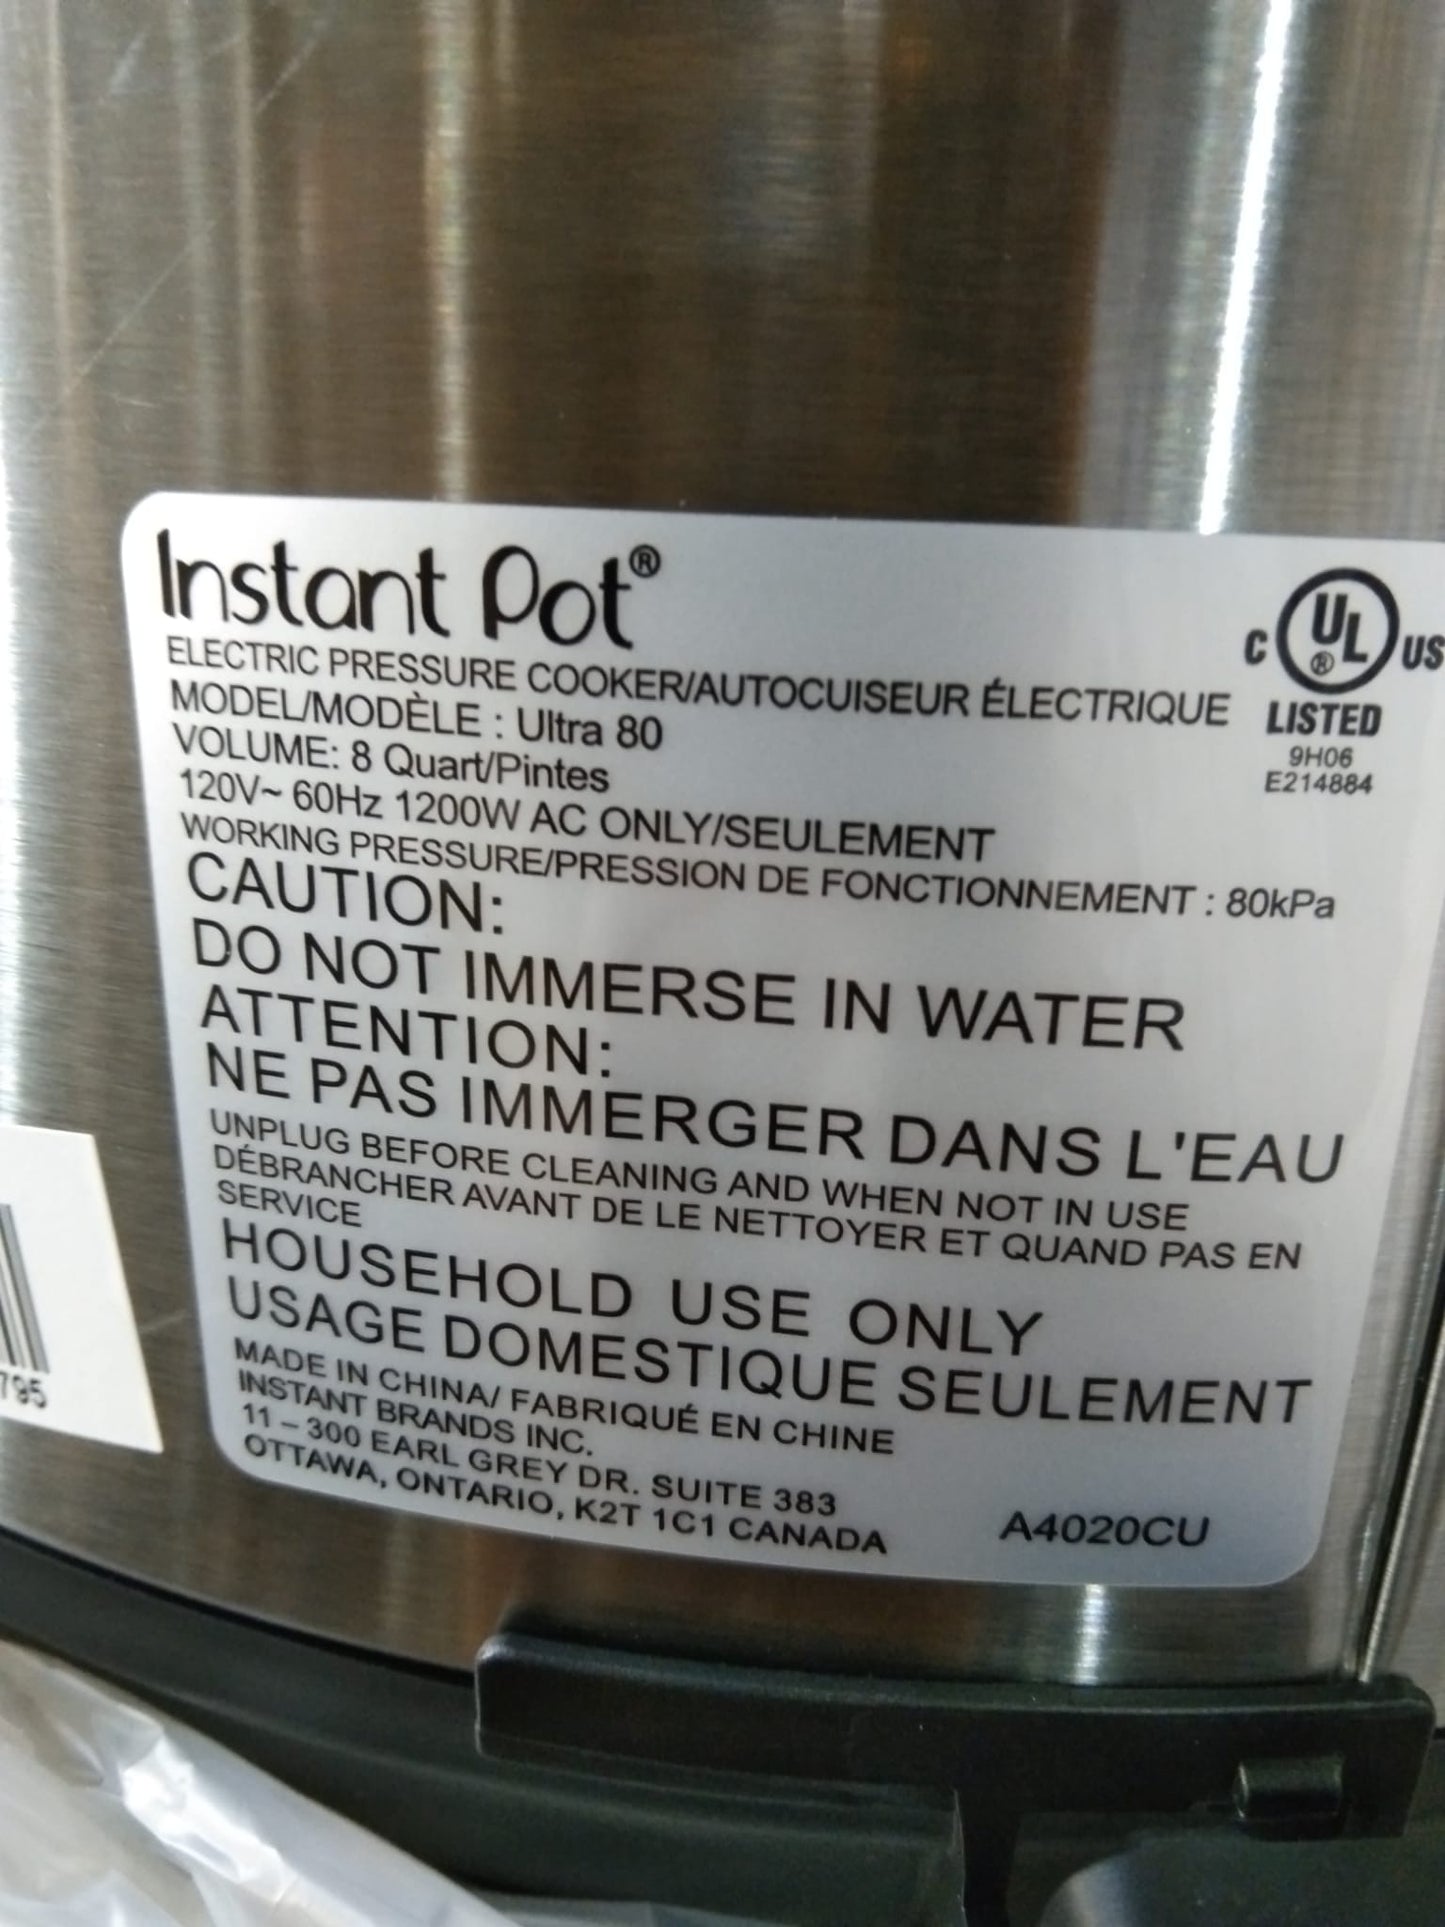 Instant Pot®
ELECTRIC PRESSURE COOKER/AUTOCUISEUR ÉLECTRIQUE
MODEL/MODÈLE : Ultra 80
VOLUME: 8 Quart/Pintes
120V~ 60Hz 1200W AC ONLY/SEULEMENT
WORKING PRESSURE/PRESSION DE FONCTIONNEMENT : 80kPa
C UL® US
LISTED
9H06
E214884
CAUTION:
DO NOT IMMERSE IN WATER
ATTENTION:
NE PAS IMMERGER DANS L'EAU
UNPLUG BEFORE CLEANING AND WHEN NOT IN USE
DÉBRANCHER AVANT DE LE NETTOYER ET QUAND PAS EN
SERVICE
HOUSEHOLD USE ONLY
USAGE DOMESTIQUE SEULEMENT
MADE IN CHINA/ FABRIQUÉ EN CHINE
INSTANT BRANDS INC.
11 – 300 EARL GREY DR. SUITE 383
OTTAWA, ONTARIO, K2T 1C1 CANADA
A4020CU
795